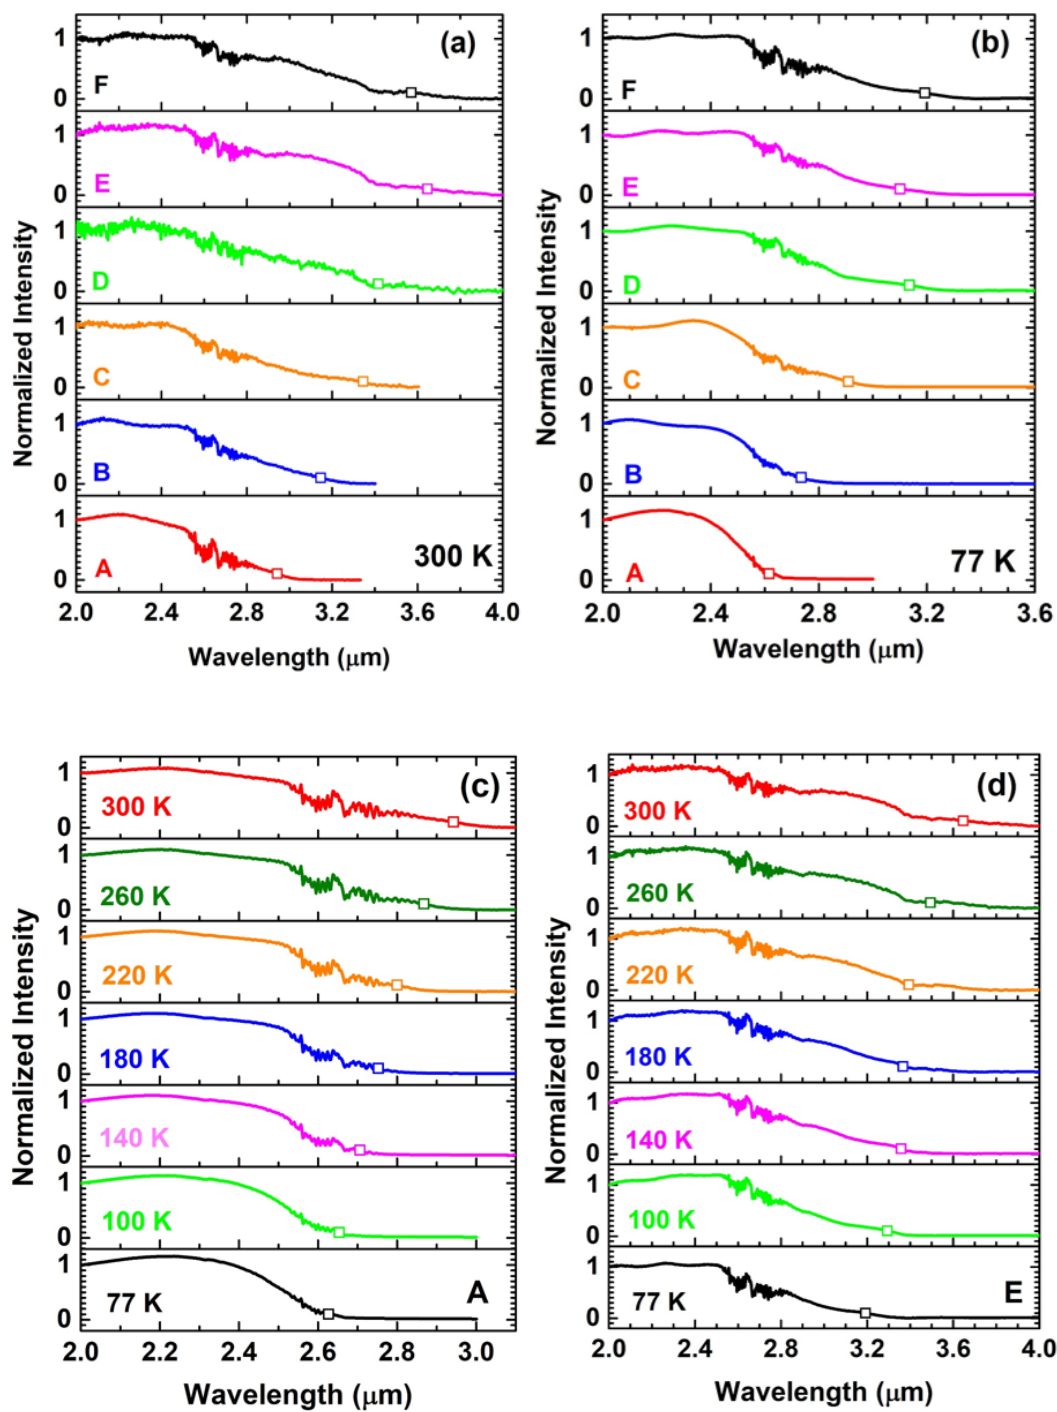 (a)
1
0
F
1
0
E
1
0
D
1
0
C
1
0
B
1
0
A
300 K
2.0 2.4 2.8 3.2 3.6 4.0
Wavelength (μm)
Normalized Intensity
(b)
1
0
F
1
0
E
1
0
D
1
0
C
1
0
B
1
0
A
77 K
2.0 2.4 2.8 3.2 3.6
Wavelength (μm)
Normalized Intensity
(c)
1
0
300 K
1
0
260 K
1
0
220 K
1
0
180 K
1
0
140 K
1
0
100 K
1
0
77 K
A
2.0 2.2 2.4 2.6 2.8 3.0
Wavelength (μm)
Normalized Intensity
(d)
1
0
300 K
1
0
260 K
1
0
220 K
1
0
180 K
1
0
140 K
1
0
100 K
1
0
77 K
E
2.0 2.4 2.8 3.2 3.6 4.0
Wavelength (μm)
Normalized Intensity